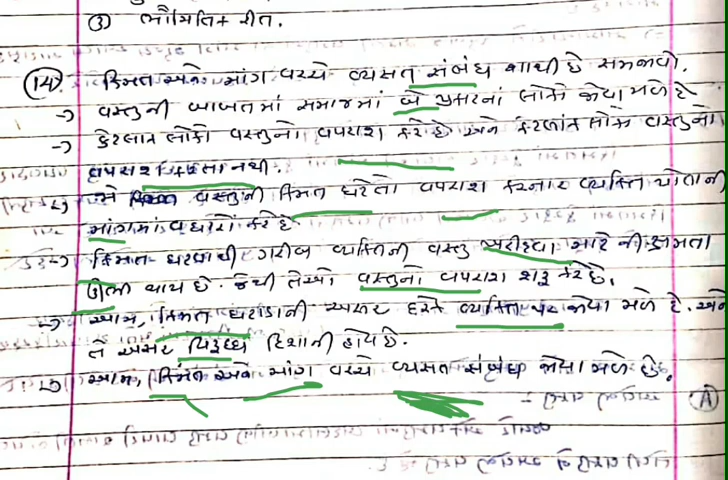 ③ ભૌમિતિક રીત.
(14). કિંમત અને માંગ વચ્ચે વ્યસ્ત સંબંધ શાથી છે સમજાવો.
→ વસ્તુની બાબતમાં સમાજમાં બે પ્રકારનાં લોકો જોવા મળે છે
→ કેટલાક લોકો વસ્તુનો વપરાશ કરે છે અને કેટલાંક લોકો વસ્તુનો
વપરાશ કરતા નથી.
→ જો વસ્તુની કિંમત ઘટે તો વપરાશ કરનાર વ્યક્તિ પોતાની
માંગમાં વધારો કરે છે
→ કિંમત ઘટવાથી ગરીબ વ્યક્તિની વસ્તુ ખરીદવા માટેની ક્ષમતા
ઊભી થાય છે. જેથી તેઓ વસ્તુનો વપરાશ શરૂ કરે છે.
→ આમ, કિંમત ઘટાડાની અસર દરેક વ્યક્તિ પર જોવા મળે છે. અને
તે અસર વિરૂધ્ધ દિશાની હોય છે.
→ આમ, કિંમત અને માંગ વચ્ચે વ્યસ્ત સંબંધ જોવા મળે છે.
(A)